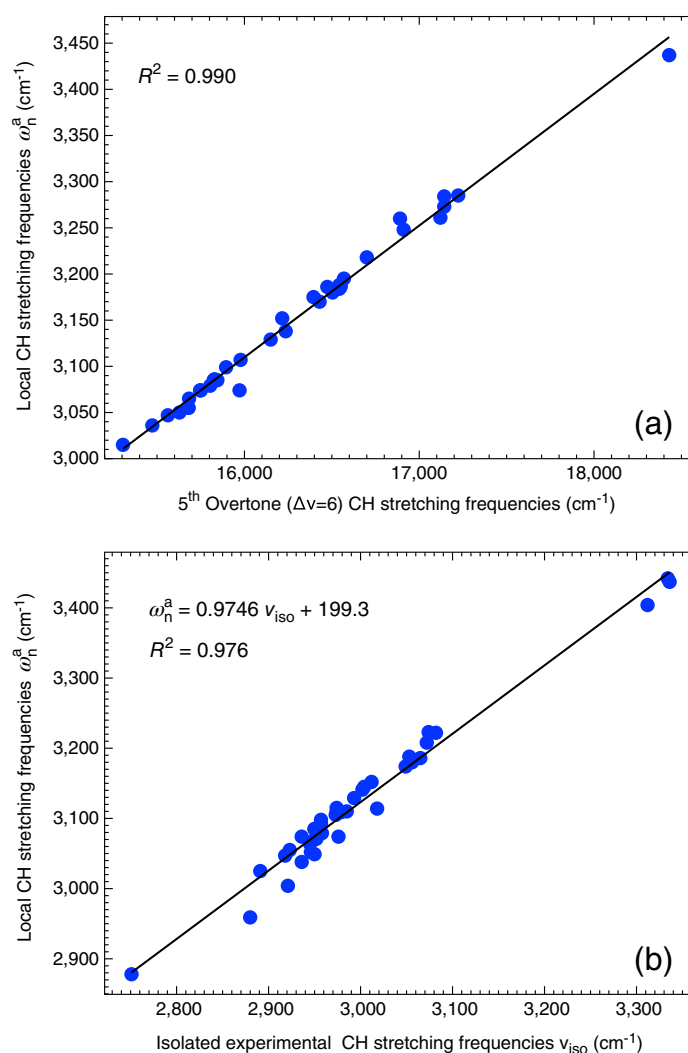 3,450
3,400
3,350
3,300
3,250
3,200
3,150
3,100
3,050
3,000
Local CH stretching frequencies ωₙᵃ (cm⁻¹)
R² = 0.990
(a)
16,000 17,000 18,000
5ᵗʰ Overtone (Δν=6) CH stretching frequencies (cm⁻¹)
3,400
3,300
3,200
3,100
3,000
2,900
Local CH stretching frequencies ωₙᵃ (cm⁻¹)
ωₙᵃ = 0.9746 νiso + 199.3
R² = 0.976
(b)
2,800 2,900 3,000 3,100 3,200 3,300
Isolated experimental CH stretching frequencies νiso (cm⁻¹)